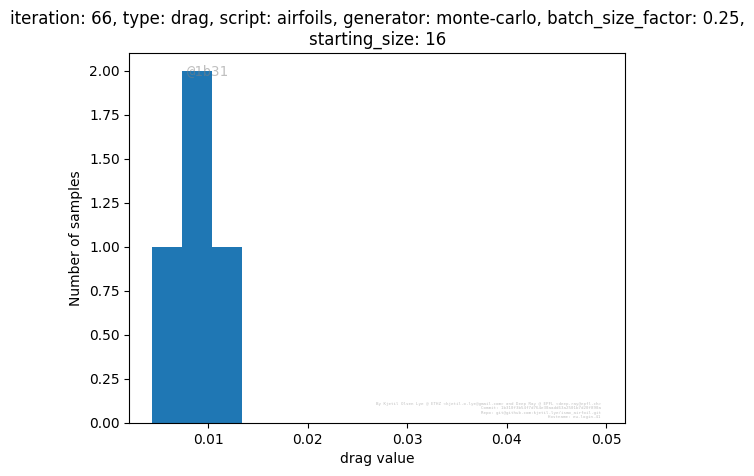 iteration: 66, type: drag, script: airfoils, generator: monte-carlo, batch_size_factor: 0.25,
starting_size: 16
@1b31
2.00
1.75
1.50
1.25
1.00
0.75
0.50
0.25
0.00
Number of samples
0.01
0.02
0.03
0.04
0.05
drag value